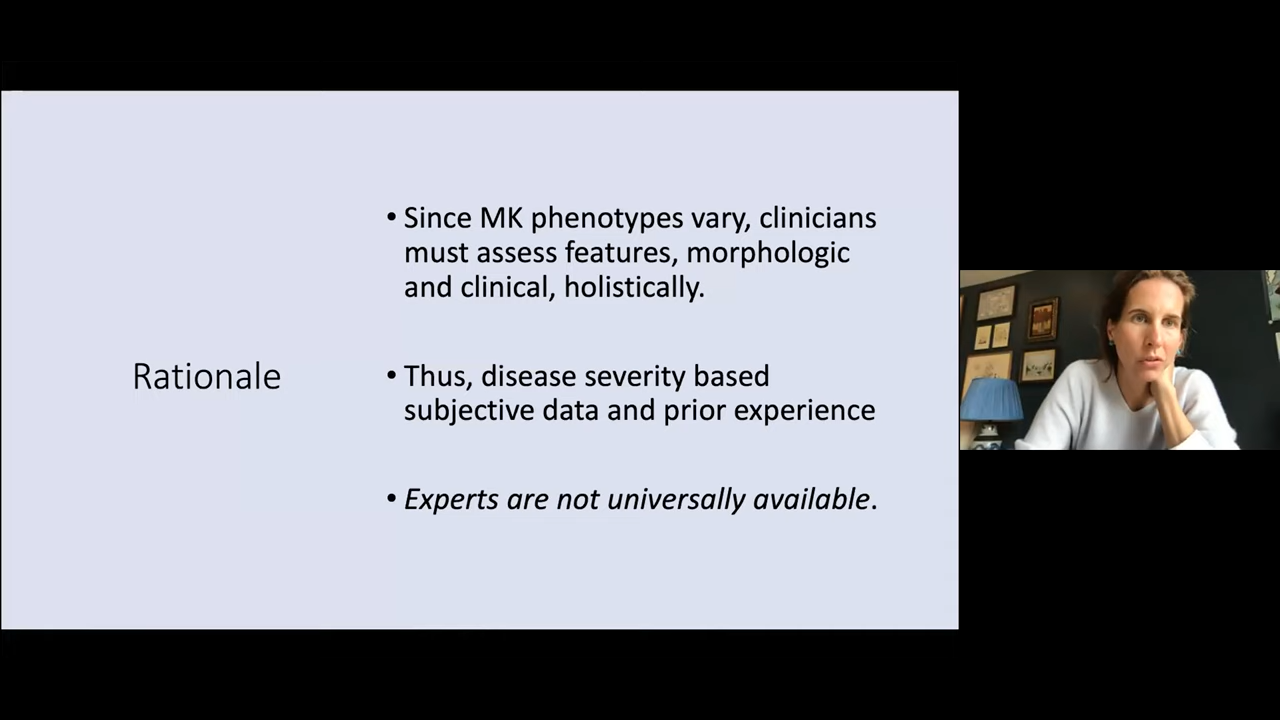 Rationale
• Since MK phenotypes vary, clinicians
must assess features, morphologic
and clinical, holistically.
• Thus, disease severity based
subjective data and prior experience
• Experts are not universally available.